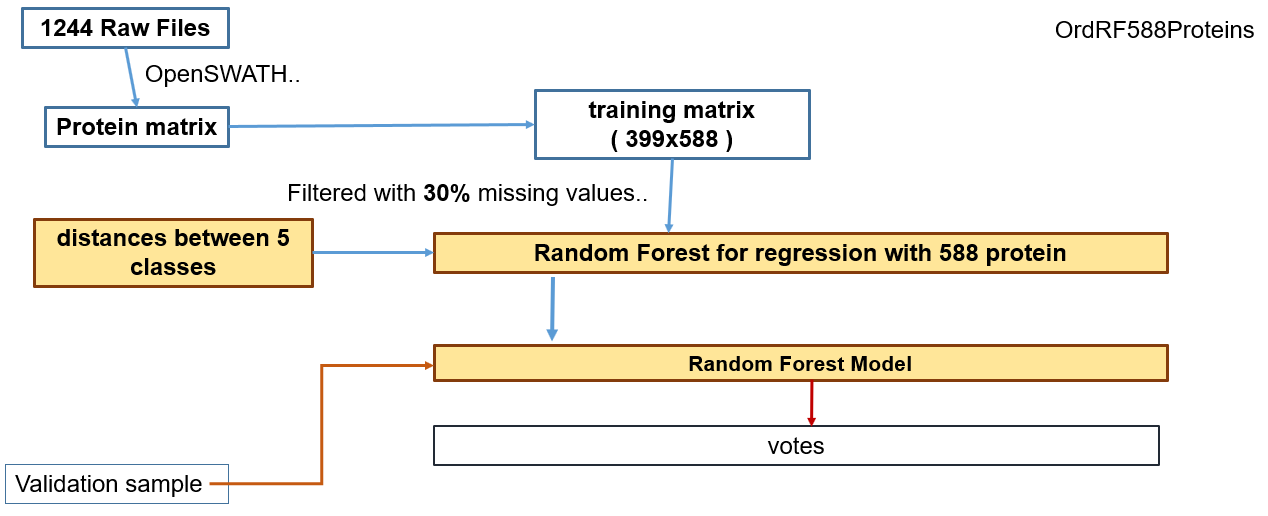 1244 Raw Files
OrdRF588Proteins
OpenSWATH..
Protein matrix
training matrix
( 399x588 )
Filtered with 30% missing values..
distances between 5
classes
Random Forest for regression with 588 protein
Random Forest Model
votes
Validation sample